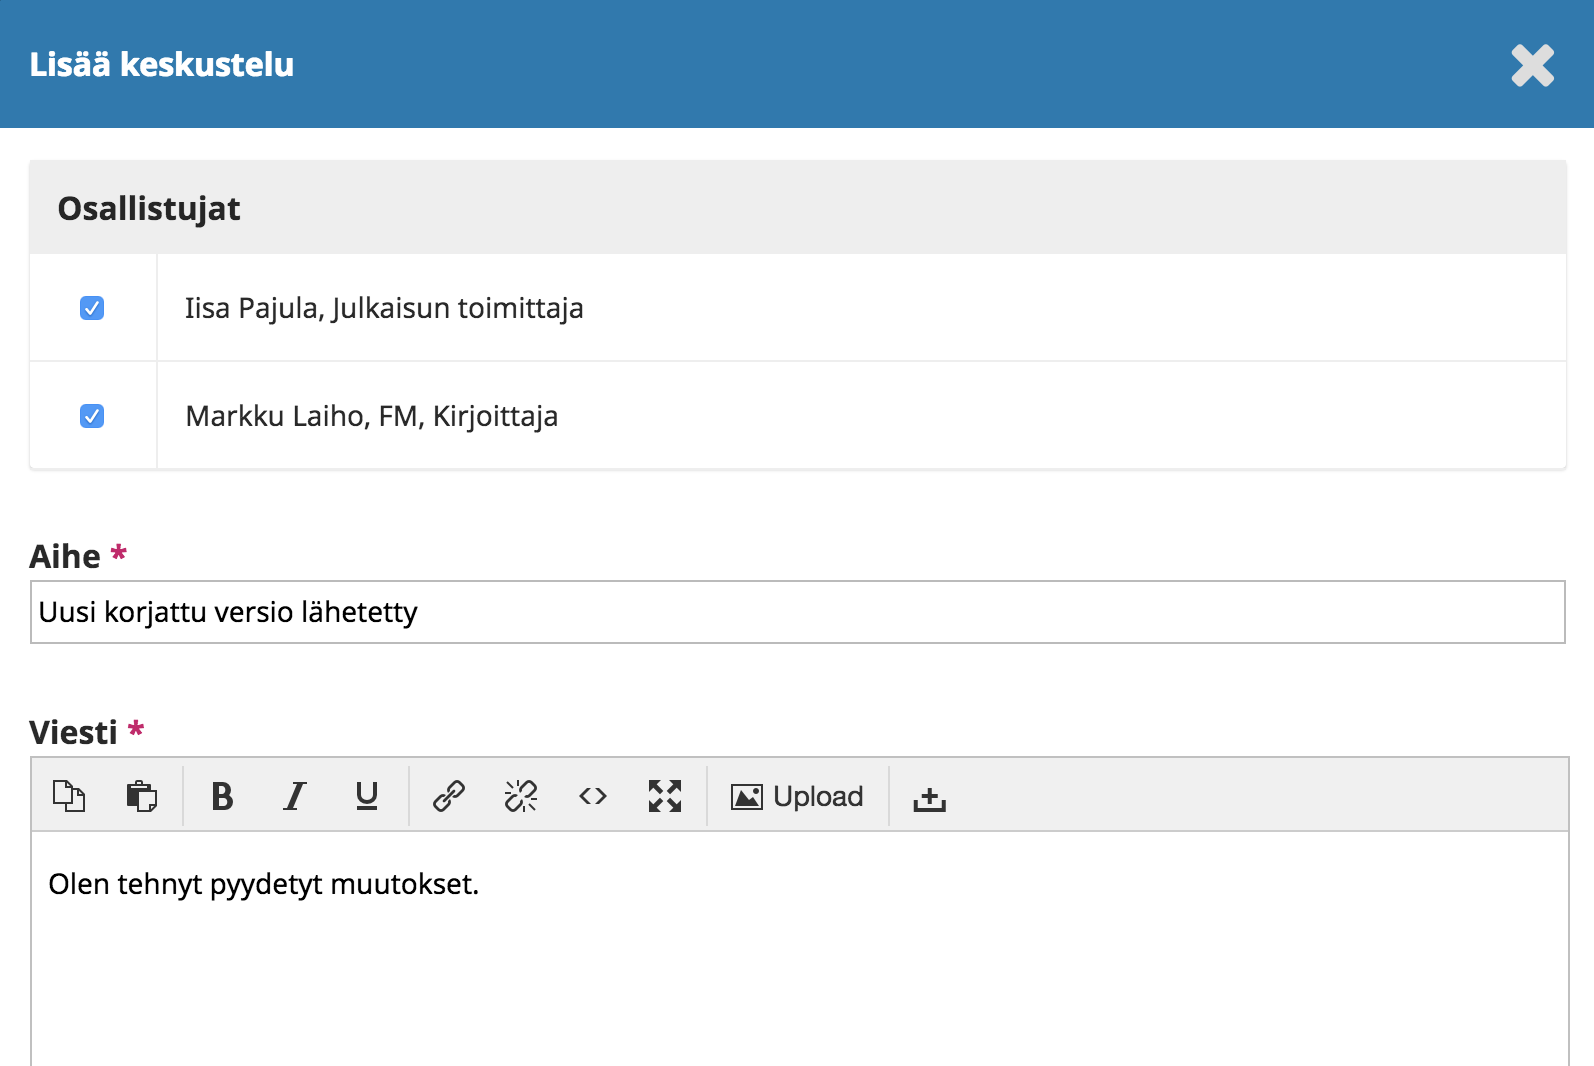 Lisää keskustelu
Osallistujat
Iisa Pajula, Julkaisun toimittaja
Markku Laiho, FM, Kirjoittaja
Aihe *
Uusi korjattu versio lähetetty
Viesti *
B I U <> Upload
Olen tehnyt pyydetyt muutokset.